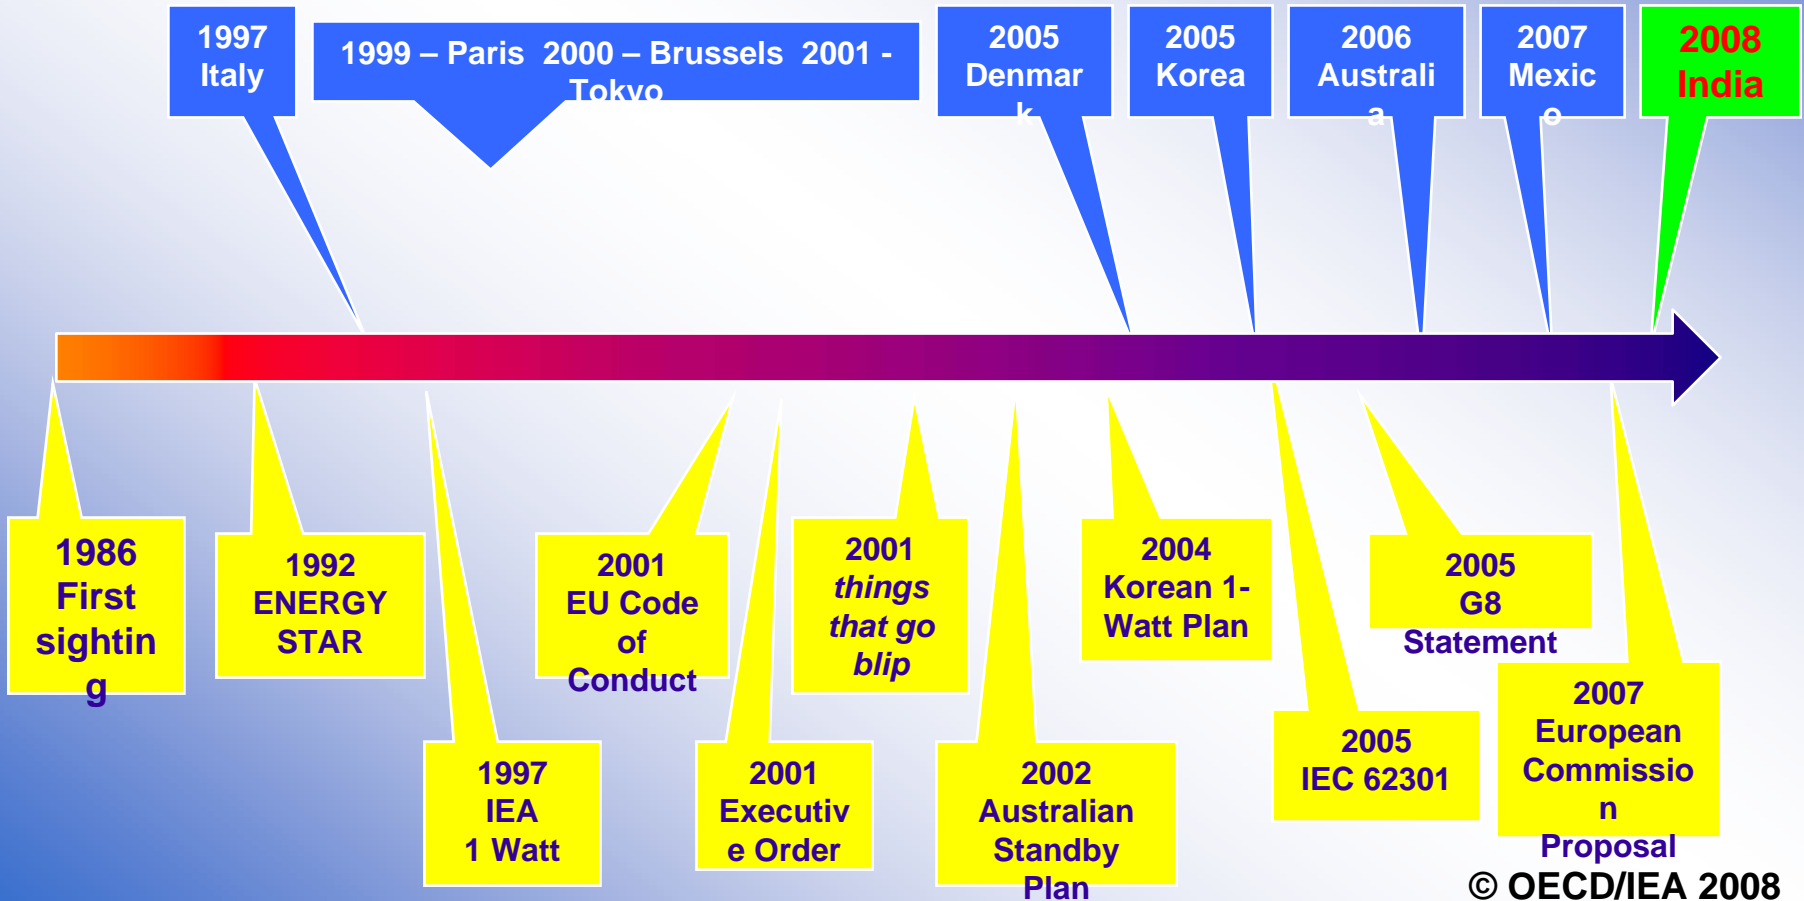 1997
Italy
1999 – Paris 2000 – Brussels 2001 -
Tokyo
2005
Denmar
k
2005
Korea
2006
Australi
a
2007
Mexic
o
2008
India
1986
First
sightin
g
1992
ENERGY
STAR
1997
IEA
1 Watt
2001
EU Code
of
Conduct
2001
Executiv
e Order
2001
things
that go
blip
2002
Australian
Standby
Plan
2004
Korean 1-
Watt Plan
2005
IEC 62301
2005
G8
Statement
2007
European
Commissio
n
Proposal
© OECD/IEA 2008